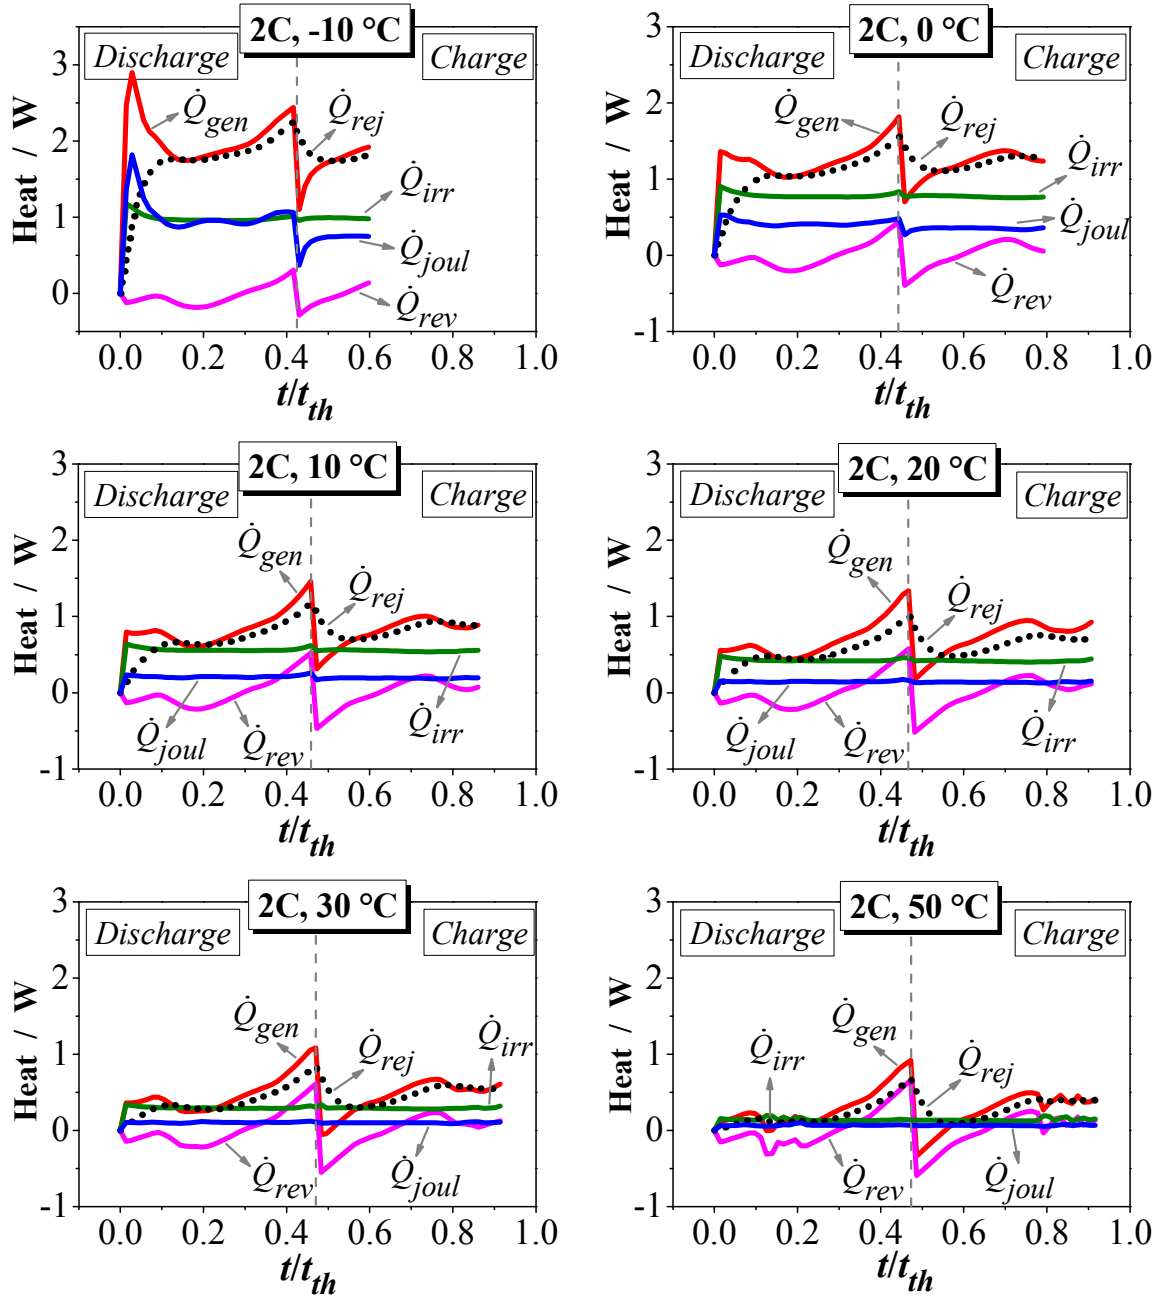 2C, -10 °C
Discharge
Charge
Q̇gen
Q̇rej
Q̇irr
Q̇joul
Q̇rev
Heat / W
3
2
1
0
0.0 0.2 0.4 0.6 0.8 1.0
t/tth
2C, 0 °C
Discharge
Charge
Q̇gen
Q̇rej
Q̇irr
Q̇joul
Q̇rev
Heat / W
3
2
1
0
-1
0.0 0.2 0.4 0.6 0.8 1.0
t/tth
2C, 10 °C
Discharge
Charge
Q̇gen
Q̇rej
Q̇joul
Q̇rev
Q̇irr
Heat / W
3
2
1
0
-1
0.0 0.2 0.4 0.6 0.8 1.0
t/tth
2C, 20 °C
Discharge
Charge
Q̇gen
Q̇rej
Q̇joul
Q̇rev
Q̇irr
Heat / W
3
2
1
0
-1
0.0 0.2 0.4 0.6 0.8 1.0
t/tth
2C, 30 °C
Discharge
Charge
Q̇gen
Q̇rej
Q̇irr
Q̇rev
Q̇joul
Heat / W
3
2
1
0
-1
0.0 0.2 0.4 0.6 0.8 1.0
t/tth
2C, 50 °C
Discharge
Charge
Q̇gen
Q̇irr
Q̇rej
Q̇rev
Q̇joul
Heat / W
3
2
1
0
-1
0.0 0.2 0.4 0.6 0.8 1.0
t/tth